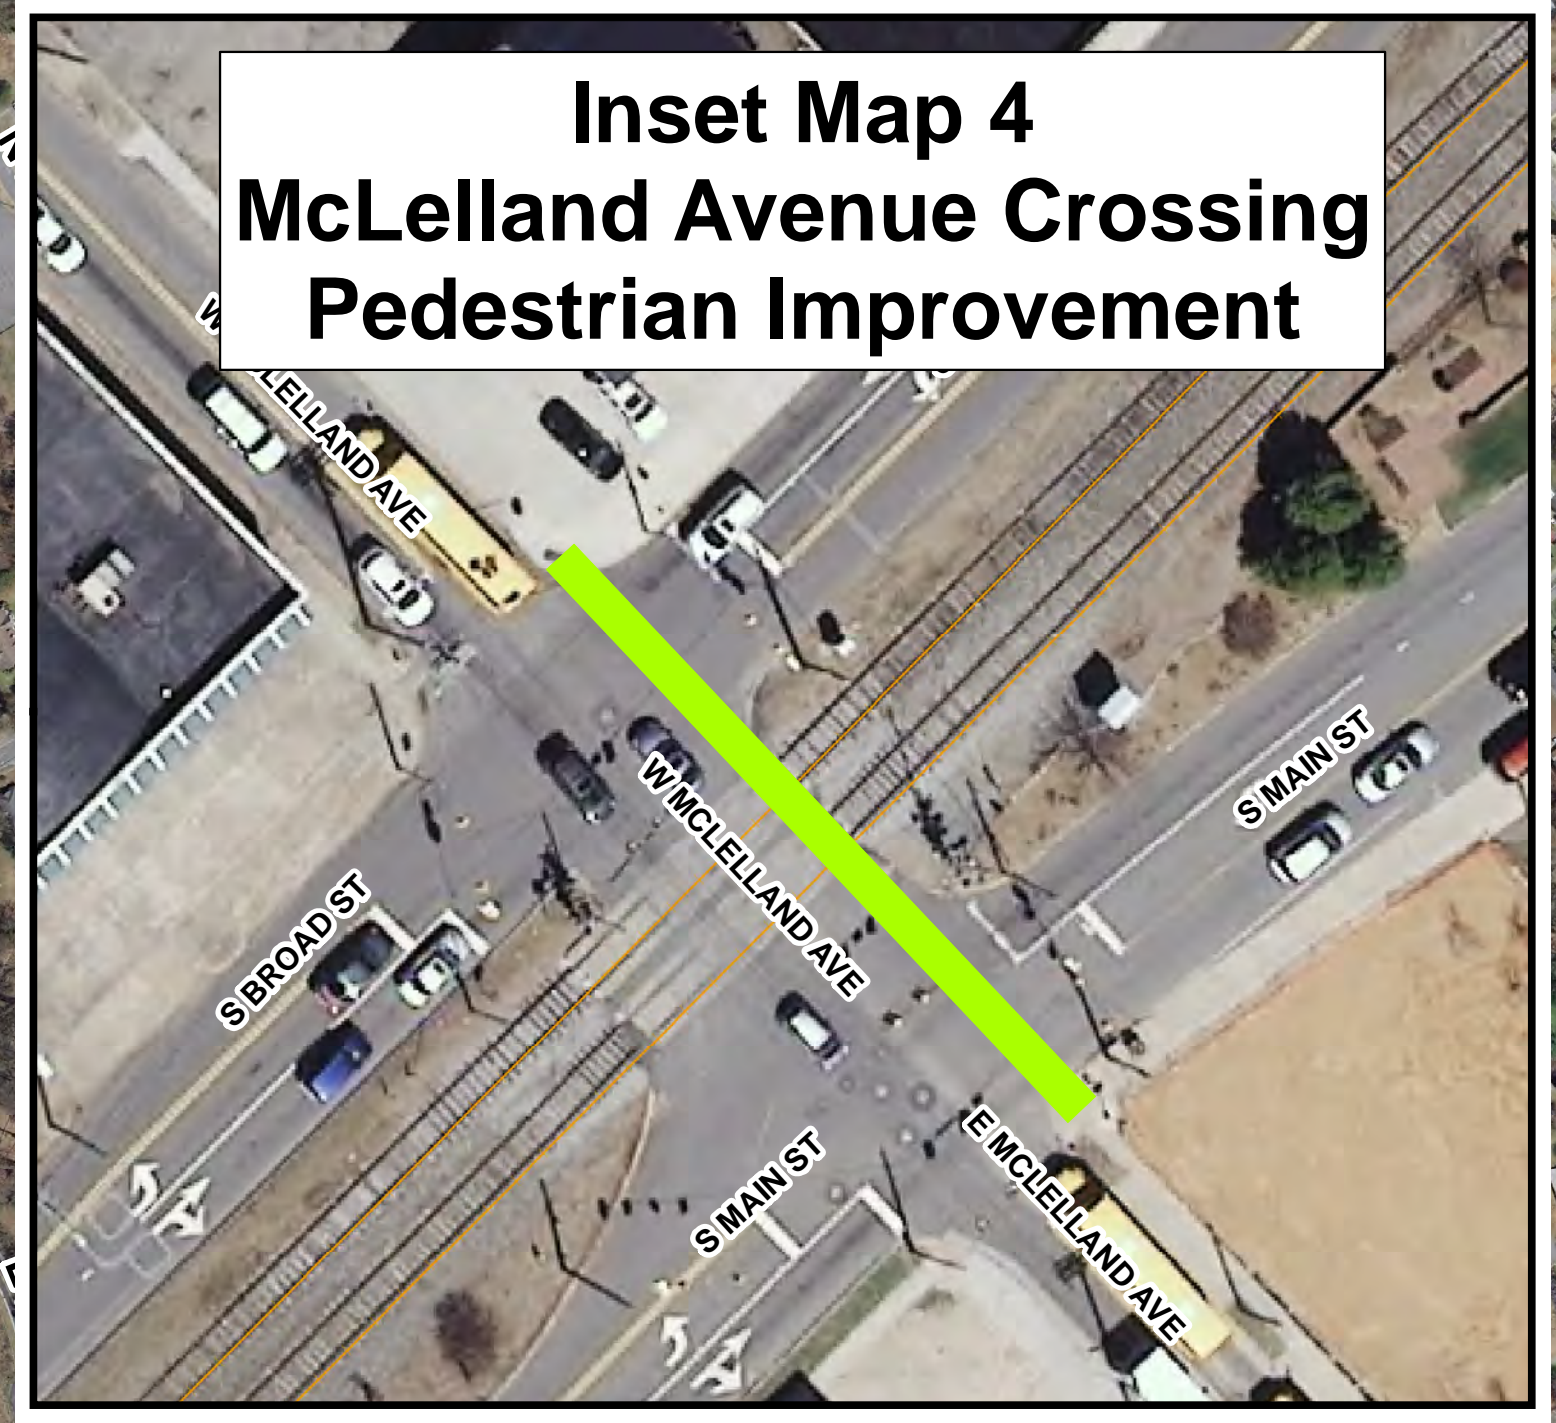 Inset Map 4
McLelland Avenue Crossing
Pedestrian Improvement
W MCLELLAND AVE
W MCLELLAND AVE
S MAIN ST
S BROAD ST
S MAIN ST
E MCLELLAND AVE